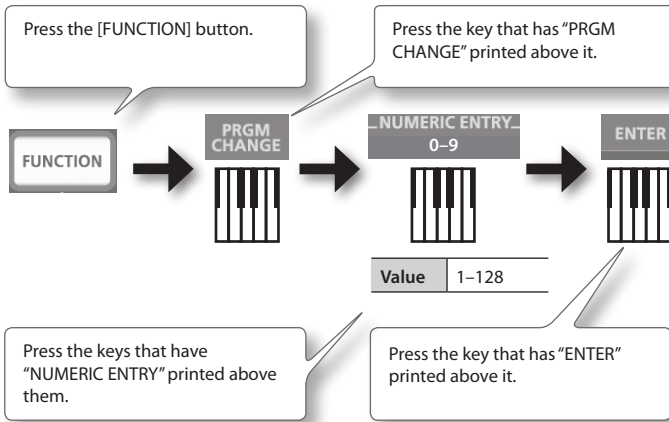 Press the [FUNCTION] button.
Press the key that has “PRGM
CHANGE” printed above it.
FUNCTION
PRGM
CHANGE
NUMERIC ENTRY
0–9
ENTER
Value 1–128
Press the keys that have
“NUMERIC ENTRY” printed above
them.
Press the key that has “ENTER”
printed above it.